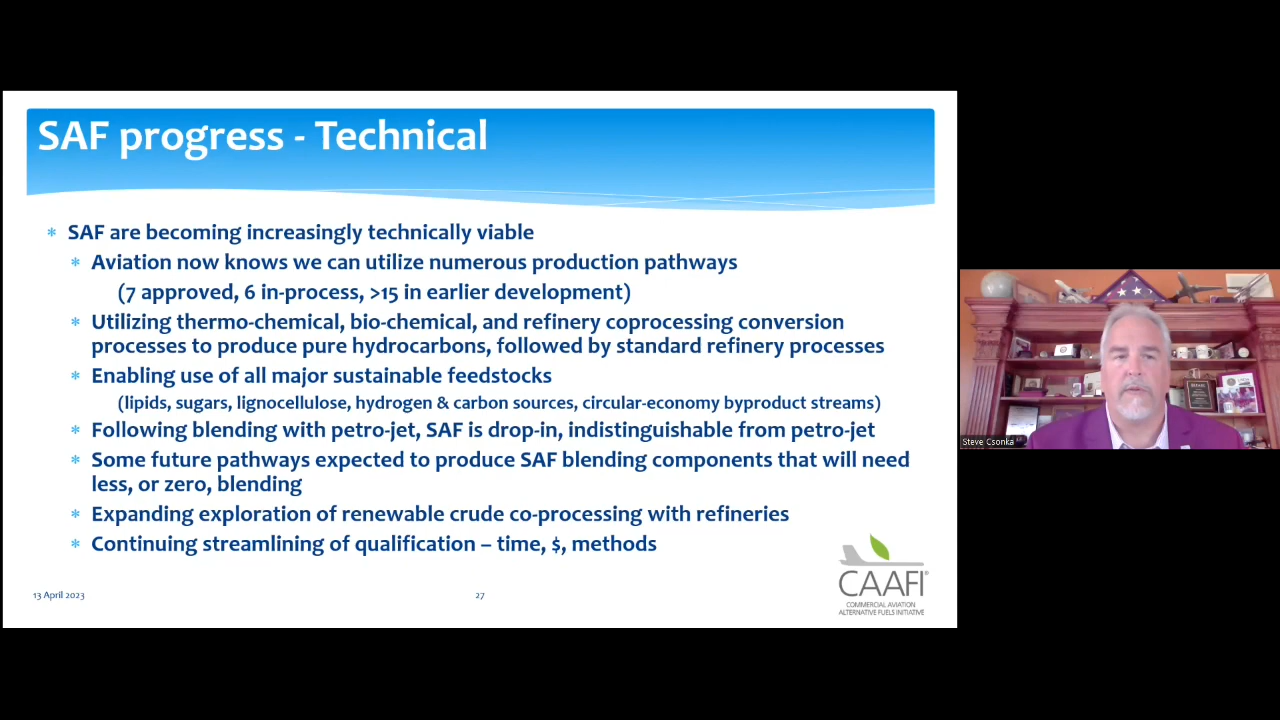 SAF progress - Technical
* SAF are becoming increasingly technically viable
* Aviation now knows we can utilize numerous production pathways
(7 approved, 6 in-process, >15 in earlier development)
* Utilizing thermo-chemical, bio-chemical, and refinery coprocessing conversion
processes to produce pure hydrocarbons, followed by standard refinery processes
* Enabling use of all major sustainable feedstocks
(lipids, sugars, lignocellulose, hydrogen & carbon sources, circular-economy byproduct streams)
* Following blending with petro-jet, SAF is drop-in, indistinguishable from petro-jet
* Some future pathways expected to produce SAF blending components that will need
less, or zero, blending
* Expanding exploration of renewable crude co-processing with refineries
* Continuing streamlining of qualification – time, $, methods
13 April 2023
27
CAAFI®
COMMERCIAL AVIATION
ALTERNATIVE FUELS INITIATIVE
Steve Csonka